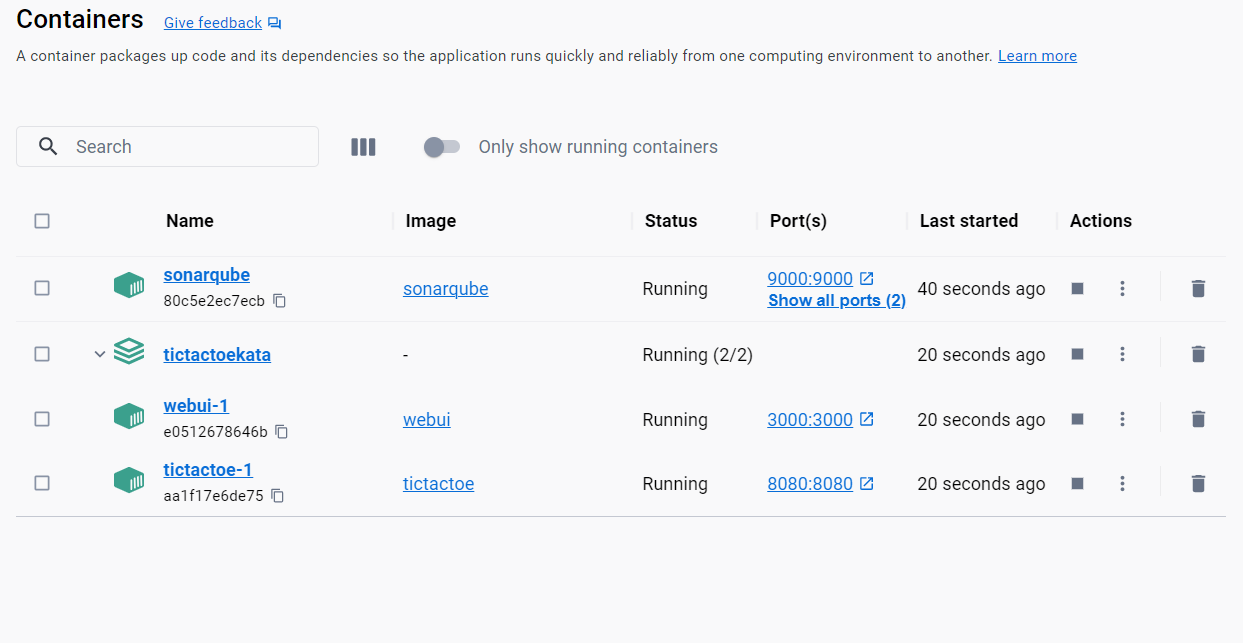 Containers Give feedback
A container packages up code and its dependencies so the application runs quickly and reliably from one computing environment to another. Learn more
Search Only show running containers
Name Image Status Port(s) Last started Actions
sonarqube
80c5e2ec7ecb
sonarqube Running
9000:9000
Show all ports (2)
40 seconds ago
tictactoekata - Running (2/2) 20 seconds ago
webui-1
e0512678646b
webui Running 3000:3000 20 seconds ago
tictactoe-1
aa1f17e6de75
tictactoe Running 8080:8080 20 seconds ago